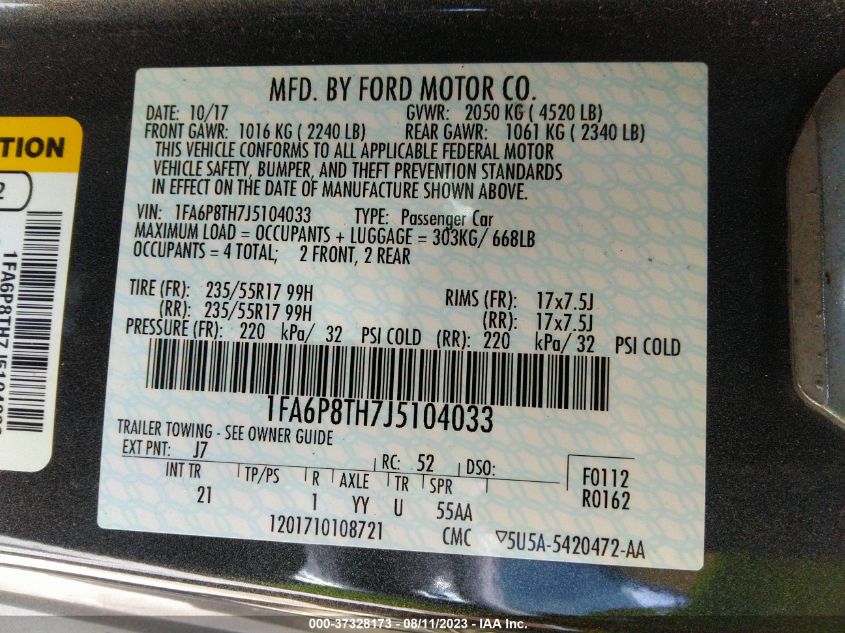 MFD. BY FORD MOTOR CO.
DATE: 10/17 GVWR: 2050 KG ( 4520 LB)
FRONT GAWR: 1016 KG ( 2240 LB) REAR GAWR: 1061 KG ( 2340 LB)
THIS VEHICLE CONFORMS TO ALL APPLICABLE FEDERAL MOTOR
VEHICLE SAFETY, BUMPER, AND THEFT PREVENTION STANDARDS
IN EFFECT ON THE DATE OF MANUFACTURE SHOWN ABOVE.
VIN: 1FA6P8TH7J5104033 TYPE: Passenger Car
MAXIMUM LOAD = OCCUPANTS + LUGGAGE = 303KG/ 668LB
OCCUPANTS = 4 TOTAL; 2 FRONT, 2 REAR
TIRE (FR): 235/55R17 99H RIMS (FR): 17x7.5J
(RR): 235/55R17 99H (RR): 17x7.5J
PRESSURE (FR): 220 kPa/ 32 PSI COLD (RR): 220 kPa/ 32 PSI COLD
1FA6P8TH7J5104033
TRAILER TOWING - SEE OWNER GUIDE
EXT PNT: J7 RC: 52 DSO: F0112
INT TR TP/PS R AXLE TR SPR R0162
21 1 YY U 55AA
1201710108721 CMC ▽5U5A-5420472-AA
TION
2
1FA6P8TH7J5104033
000-37328173 - 08/11/2023 - IAA Inc.